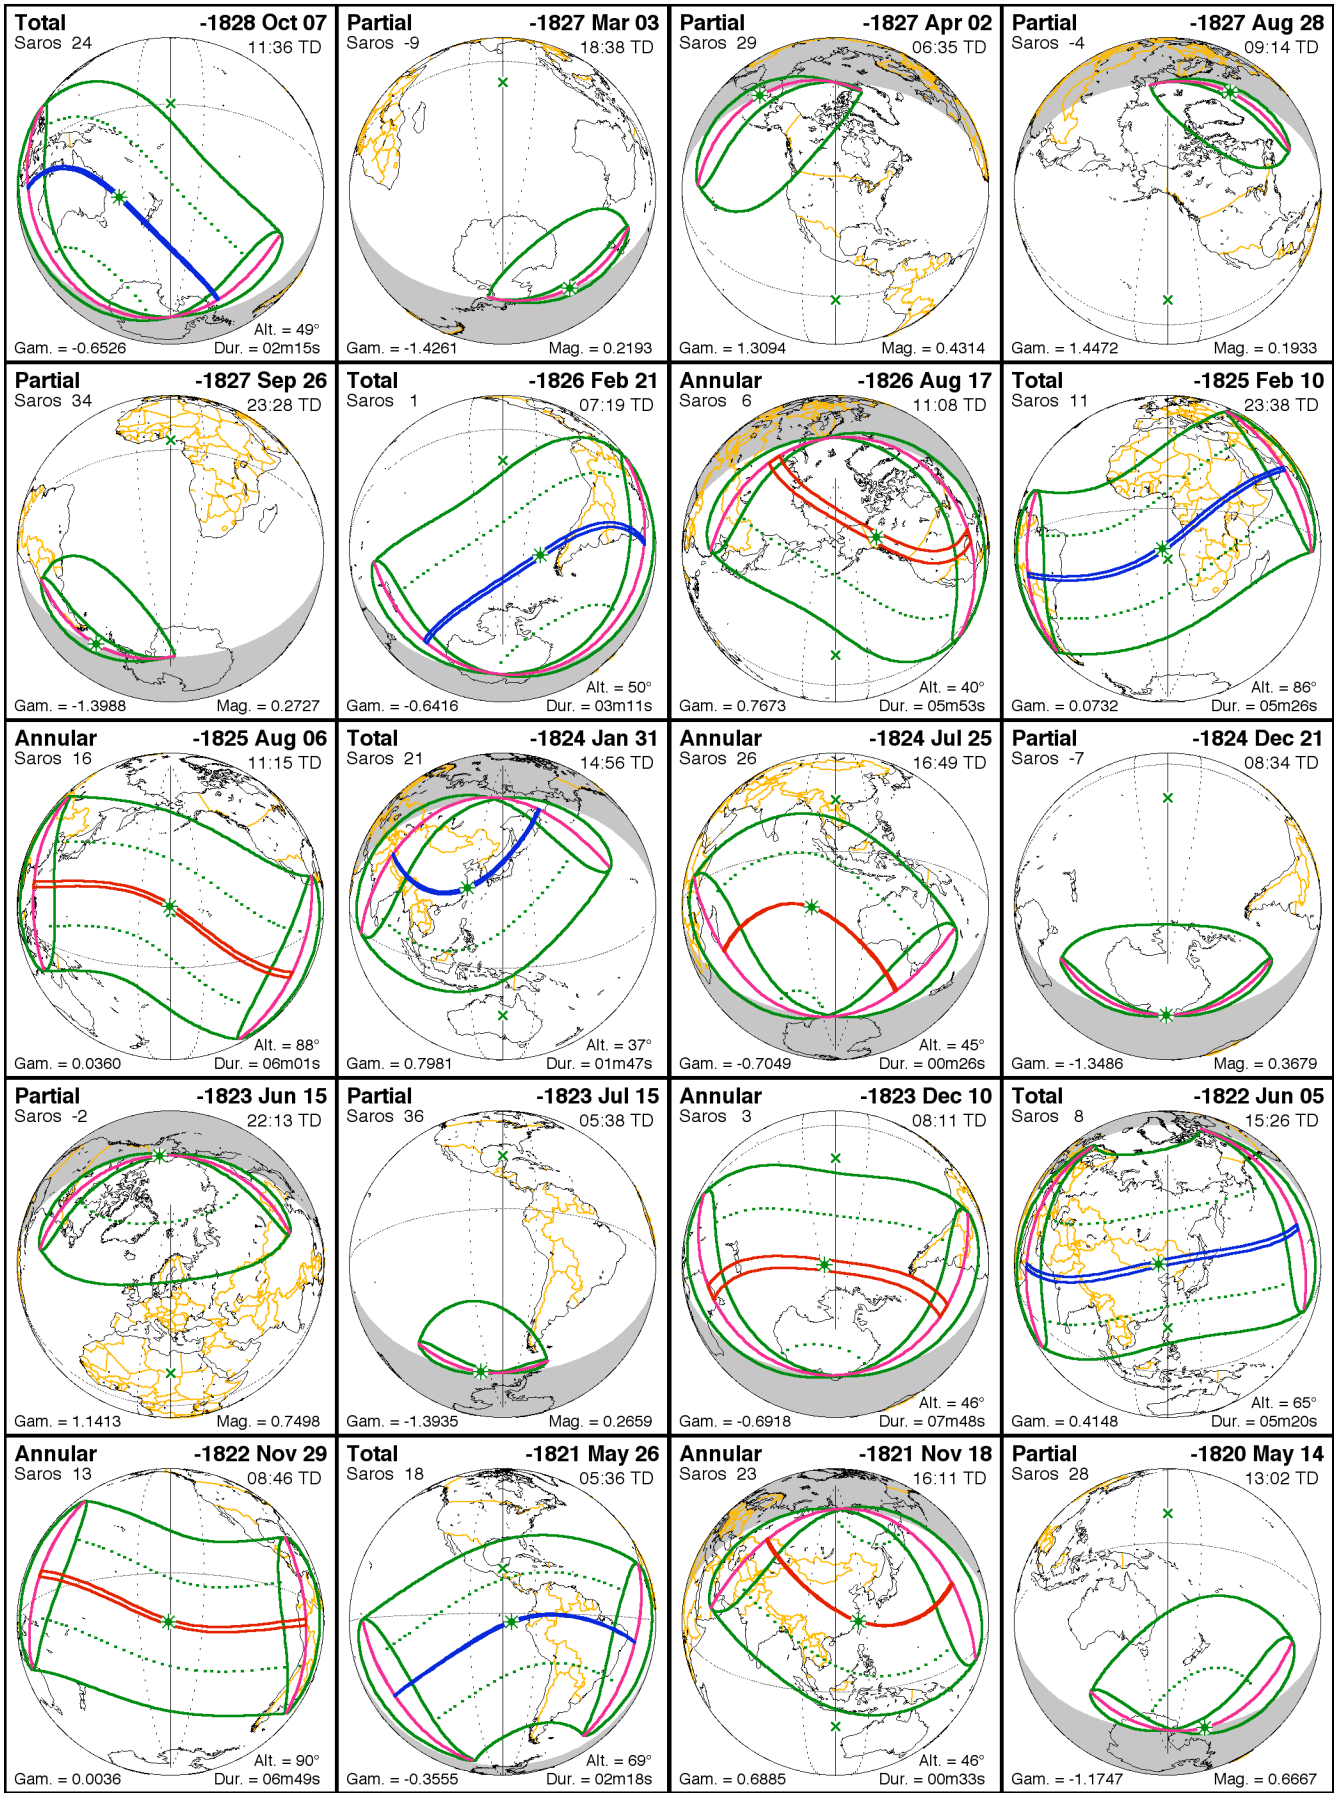 Total -1828 Oct 07
Saros 24 11:36 TD
Alt. = 49°
Gam. = -0.6526 Dur. = 02m15s
Partial -1827 Mar 03
Saros -9 18:38 TD
Gam. = -1.4261 Mag. = 0.2193
Partial -1827 Apr 02
Saros 29 06:35 TD
Gam. = 1.3094 Mag. = 0.4314
Partial -1827 Aug 28
Saros -4 09:14 TD
Gam. = 1.4472 Mag. = 0.1933
Partial -1827 Sep 26
Saros 34 23:28 TD
Gam. = -1.3988 Mag. = 0.2727
Total -1826 Feb 21
Saros 1 07:19 TD
Alt. = 50°
Gam. = -0.6416 Dur. = 03m11s
Annular -1826 Aug 17
Saros 6 11:08 TD
Alt. = 40°
Gam. = 0.7673 Dur. = 05m53s
Total -1825 Feb 10
Saros 11 23:38 TD
Alt. = 86°
Gam. = 0.0732 Dur. = 05m26s
Annular -1825 Aug 06
Saros 16 11:15 TD
Alt. = 88°
Gam. = 0.0360 Dur. = 06m01s
Total -1824 Jan 31
Saros 21 14:56 TD
Alt. = 37°
Gam. = 0.7981 Dur. = 01m47s
Annular -1824 Jul 25
Saros 26 16:49 TD
Alt. = 45°
Gam. = -0.7049 Dur. = 00m26s
Partial -1824 Dec 21
Saros -7 08:34 TD
Gam. = -1.3486 Mag. = 0.3679
Partial -1823 Jun 15
Saros -2 22:13 TD
Gam. = 1.1413 Mag. = 0.7498
Partial -1823 Jul 15
Saros 36 05:38 TD
Gam. = -1.3935 Mag. = 0.2659
Annular -1823 Dec 10
Saros 3 08:11 TD
Alt. = 46°
Gam. = -0.6918 Dur. = 07m48s
Total -1822 Jun 05
Saros 8 15:26 TD
Alt. = 65°
Gam. = 0.4148 Dur. = 05m20s
Annular -1822 Nov 29
Saros 13 08:46 TD
Alt. = 90°
Gam. = 0.0036 Dur. = 06m49s
Total -1821 May 26
Saros 18 05:36 TD
Alt. = 69°
Gam. = -0.3555 Dur. = 02m18s
Annular -1821 Nov 18
Saros 23 16:11 TD
Alt. = 46°
Gam. = 0.6885 Dur. = 00m33s
Partial -1820 May 14
Saros 28 13:02 TD
Gam. = -1.1747 Mag. = 0.6667